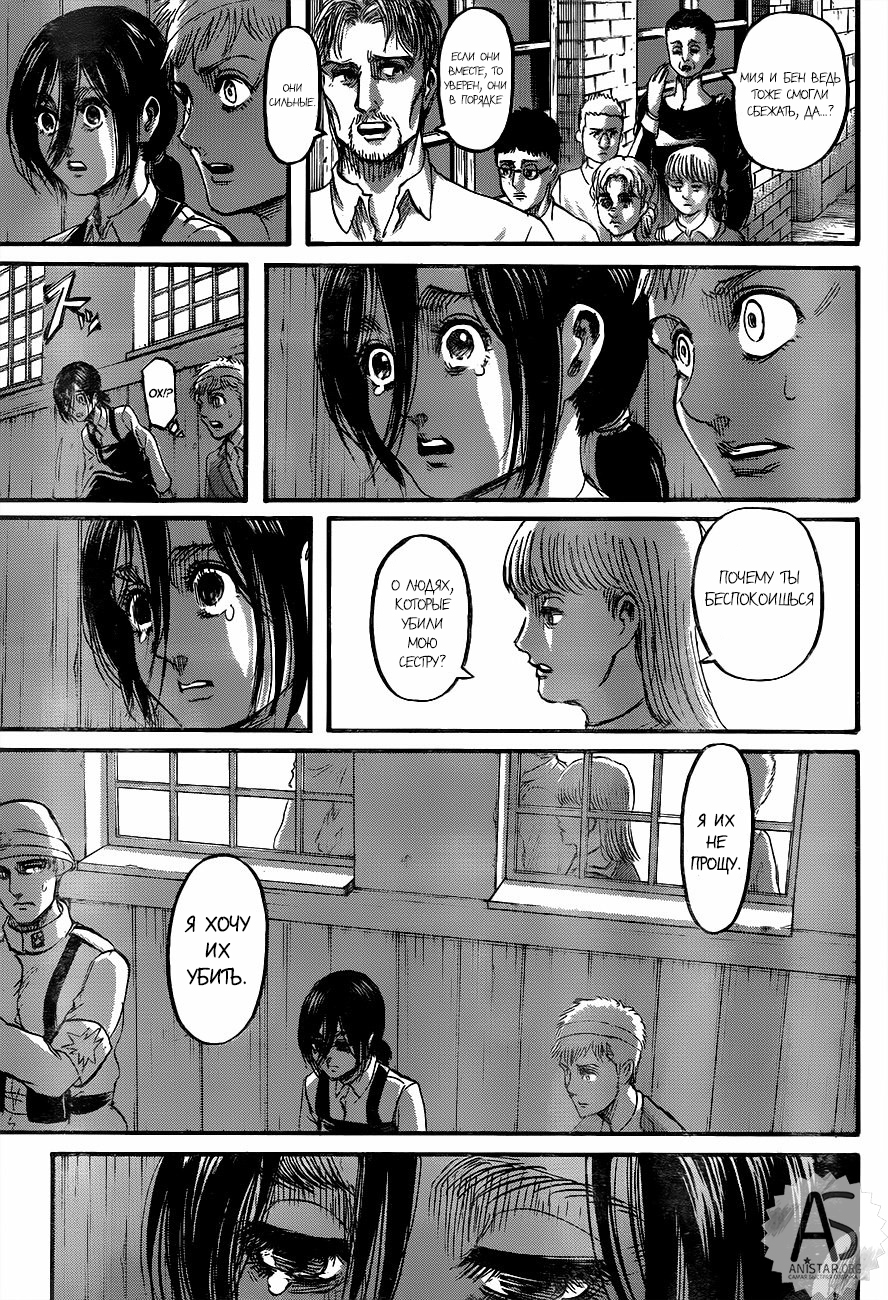 МИЯ И БЕН ВЕДЬ
ТОЖЕ СМОГЛИ
СБЕЖАТЬ, ДА...?
ЕСЛИ ОНИ
ВМЕСТЕ, ТО
УВЕРЕН, ОНИ
В ПОРЯДКЕ
ОНИ
СИЛЬНЫЕ.
ОХ!?
ПОЧЕМУ ТЫ
БЕСПОКОИШЬСЯ
О ЛЮДЯХ,
КОТОРЫЕ
УБИЛИ
МОЮ
СЕСТРУ?
Я ИХ
НЕ
ПРОЩУ.
Я ХОЧУ
ИХ
УБИТЬ.
AS
ANISTAR.ORG